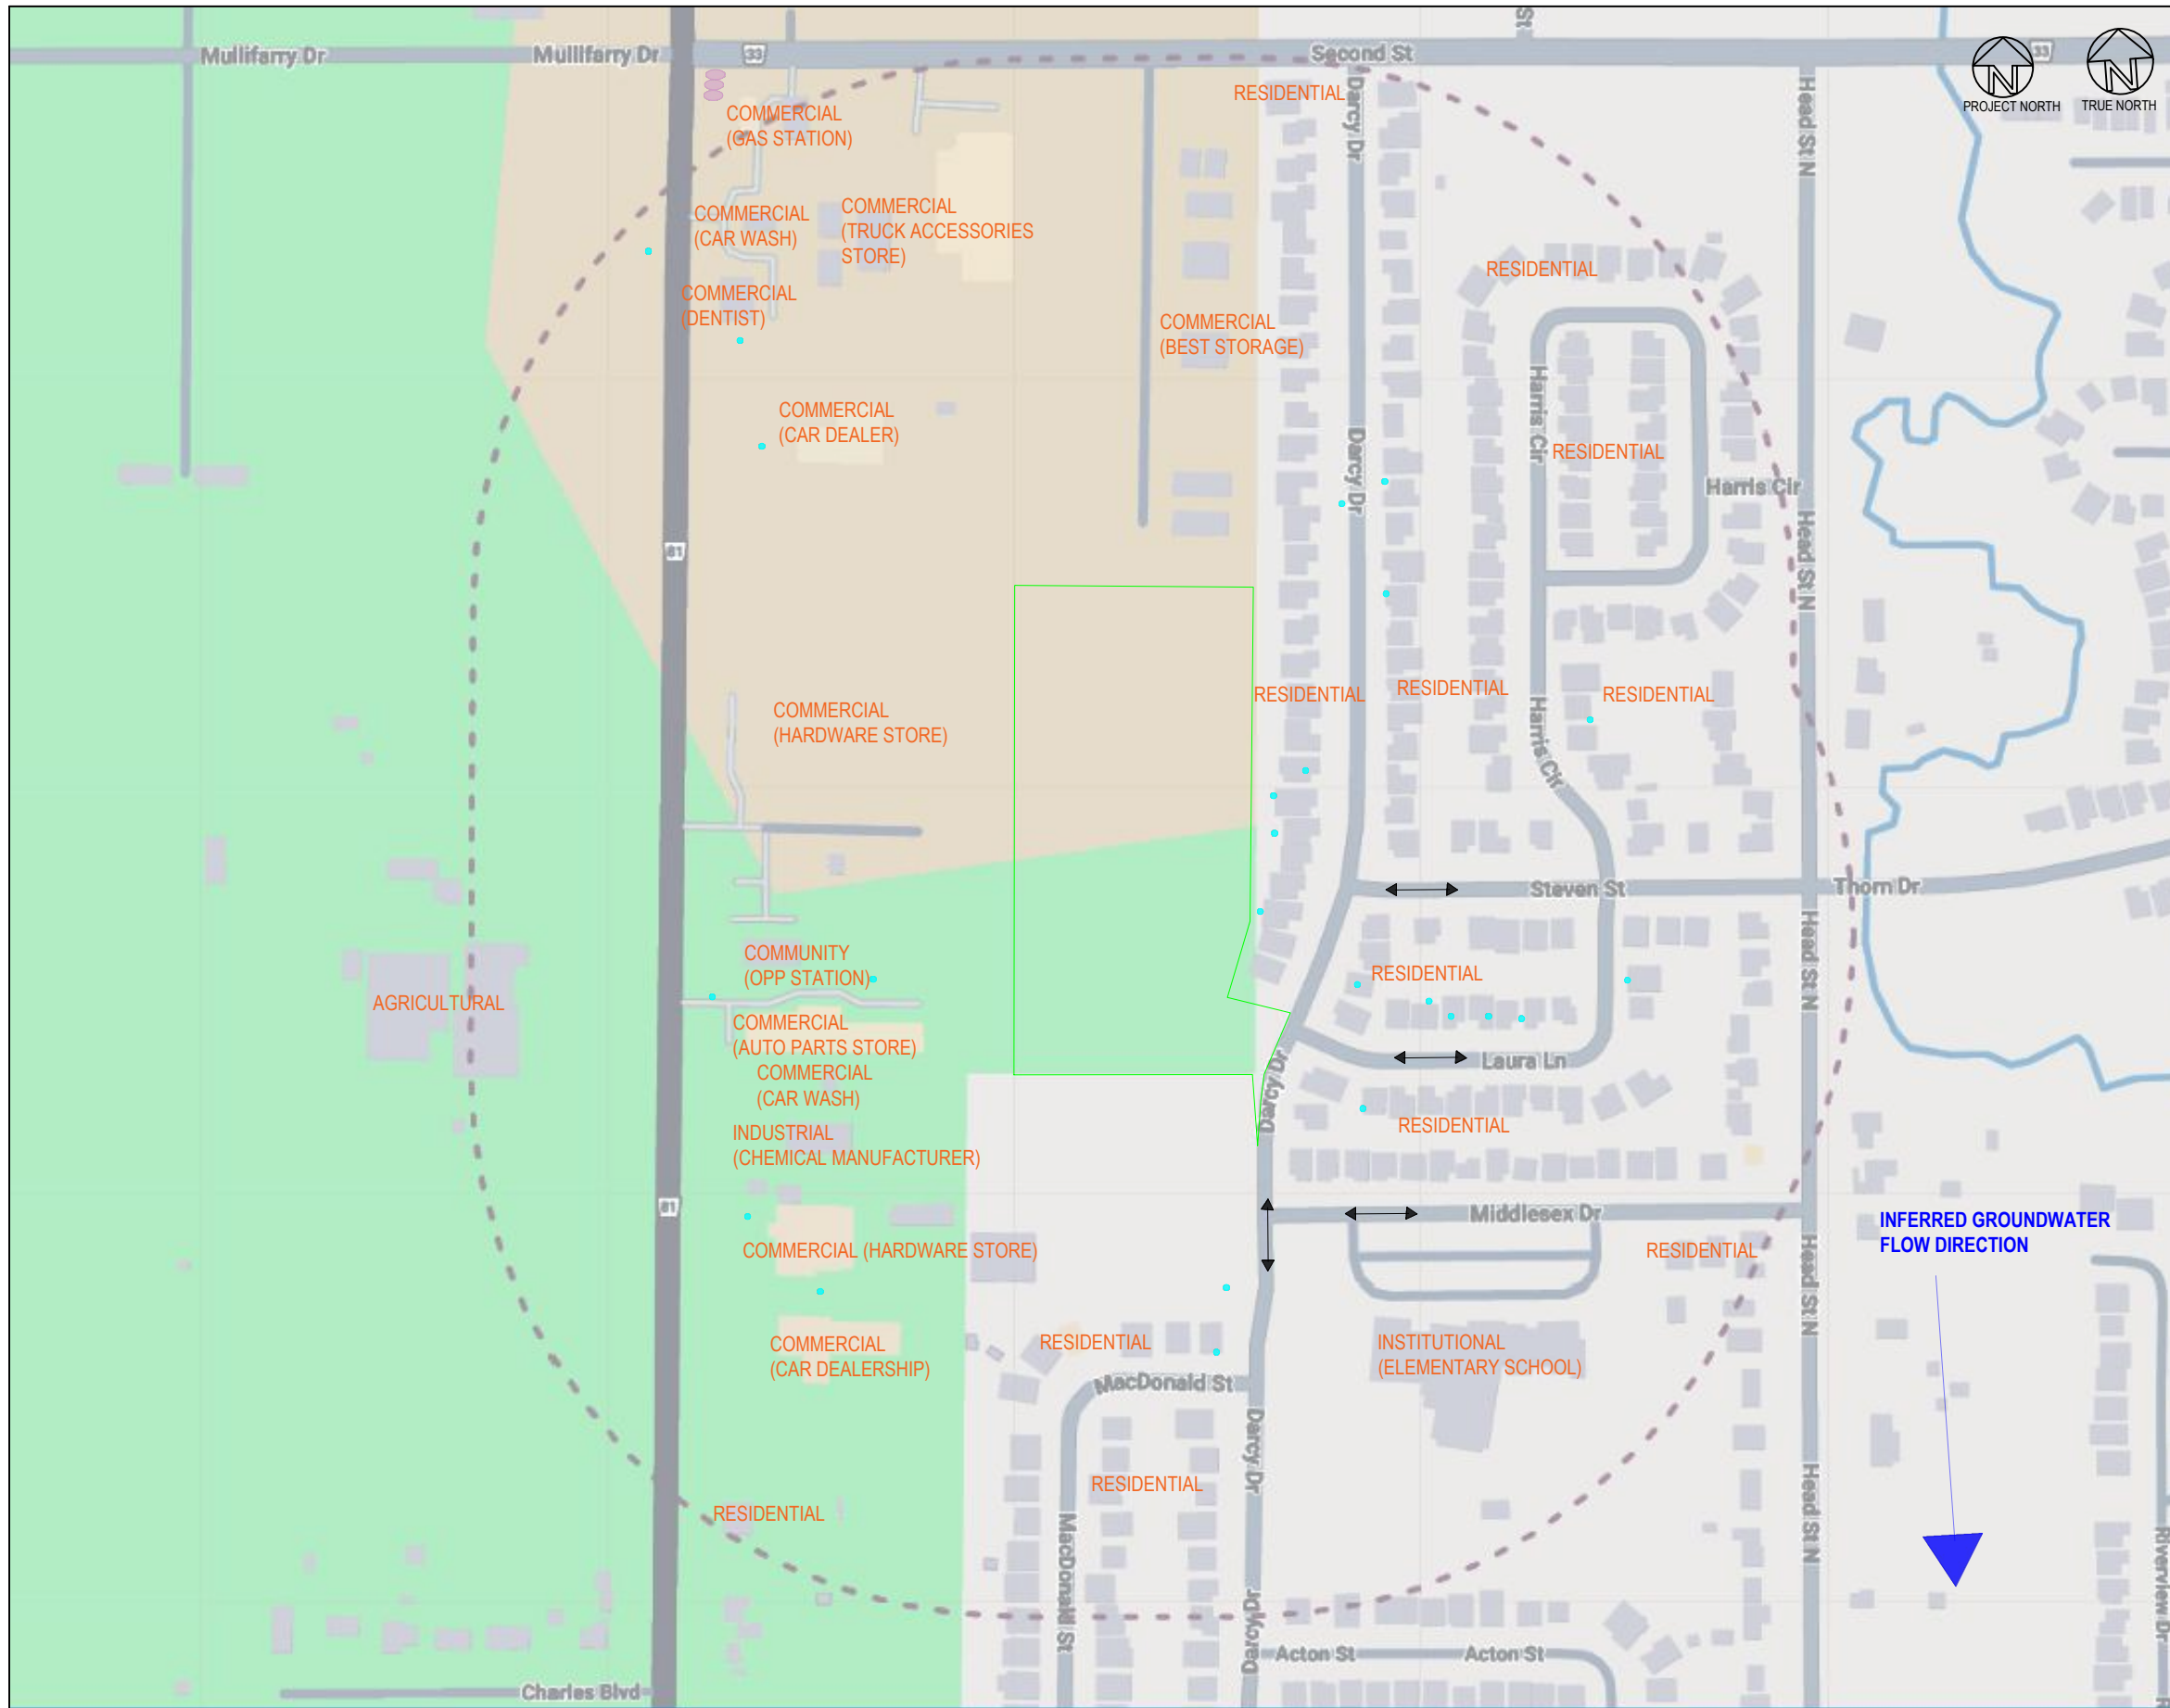 Mullifarry Dr
Mullifarry Dr
33
Second St
St
33
PROJECT NORTH
TRUE NORTH
RESIDENTIAL
COMMERCIAL
(GAS STATION)
Darcy Dr
Head St N
COMMERCIAL
(CAR WASH)
COMMERCIAL
(TRUCK ACCESSORIES
STORE)
RESIDENTIAL
COMMERCIAL
(DENTIST)
COMMERCIAL
(BEST STORAGE)
COMMERCIAL
(CAR DEALER)
Darcy Dr
Harris Cir
RESIDENTIAL
Harris Cir
Head St N
81
RESIDENTIAL
RESIDENTIAL
RESIDENTIAL
COMMERCIAL
(HARDWARE STORE)
Harris Cir
Steven St
Thorn Dr
Head St N
COMMUNITY
(OPP STATION)
RESIDENTIAL
AGRICULTURAL
COMMERCIAL
(AUTO PARTS STORE)
Laura Ln
COMMERCIAL
(CAR WASH)
Darcy Dr
RESIDENTIAL
INDUSTRIAL
(CHEMICAL MANUFACTURER)
81
Middlesex Dr
INFERRED GROUNDWATER
FLOW DIRECTION
COMMERCIAL (HARDWARE STORE)
RESIDENTIAL
Head St N
COMMERCIAL
(CAR DEALERSHIP)
RESIDENTIAL
INSTITUTIONAL
(ELEMENTARY SCHOOL)
MacDonald St
Darcy Dr
RESIDENTIAL
RESIDENTIAL
Head St N
MacDonald St
Riverview Dr
Darcy Dr
Acton St
Acton St
Charles Blvd